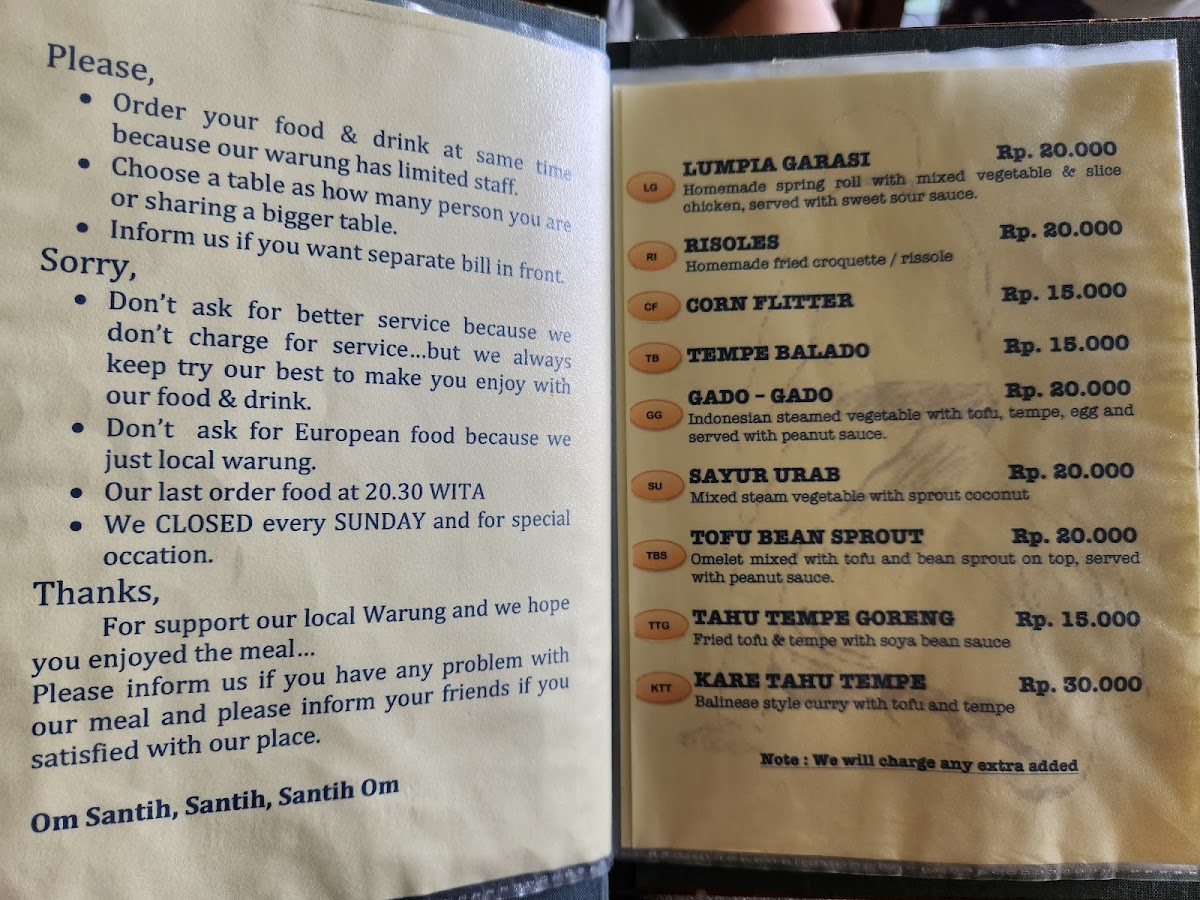 Please,
• Order your food & drink at same time
because our warung has limited staff.
• Choose a table as how many person you are
or sharing a bigger table.
• Inform us if you want separate bill in front.
Sorry,
• Don't ask for better service because we
don't charge for service...but we always
keep try our best to make you enjoy with
our food & drink.
• Don't ask for European food because we
just local warung.
• Our last order food at 20.30 WITA
• We CLOSED every SUNDAY and for special
occation.
Thanks,
For support our local Warung and we hope
you enjoyed the meal...
Please inform us if you have any problem with
our meal and please inform your friends if you
satisfied with our place.
Om Santih, Santih, Santih Om
LG LUMPIA GARASI Rp. 20.000
Homemade spring roll with mixed vegetable & slice
chicken, served with sweet sour sauce.
RI RISOLES Rp. 20.000
Homemade fried croquette / rissole
CF CORN FLITTER Rp. 15.000
TB TEMPE BALADO Rp. 15.000
GG GADO - GADO Rp. 20.000
Indonesian steamed vegetable with tofu, tempe, egg and
served with peanut sauce.
SU SAYUR URAB Rp. 20.000
Mixed steam vegetable with sprout coconut
TBS TOFU BEAN SPROUT Rp. 20.000
Omelet mixed with tofu and bean sprout on top, served
with peanut sauce.
TTG TAHU TEMPE GORENG Rp. 15.000
Fried tofu & tempe with soya bean sauce
KTT KARE TAHU TEMPE Rp. 30.000
Balinese style curry with tofu and tempe
Note : We will charge any extra added